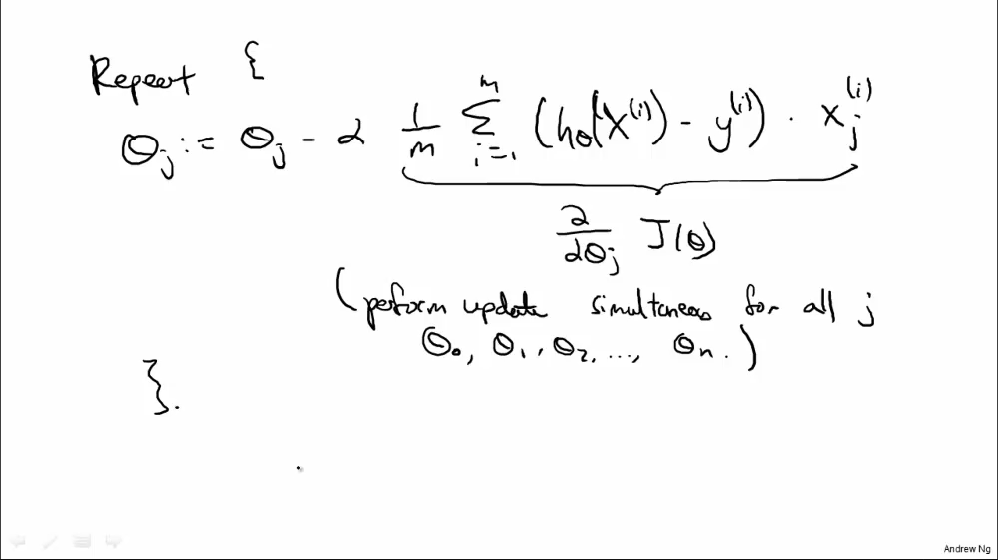 Repeat {
θj := θj - α 1/m Σ_{i=1}^{m} (hθ(x^(i)) - y^(i)) · xj^(i)
∂/∂θj J(θ)
(perform update simultaneos for all j
θ0, θ1, θ2, ..., θn.)
}.
Andrew Ng